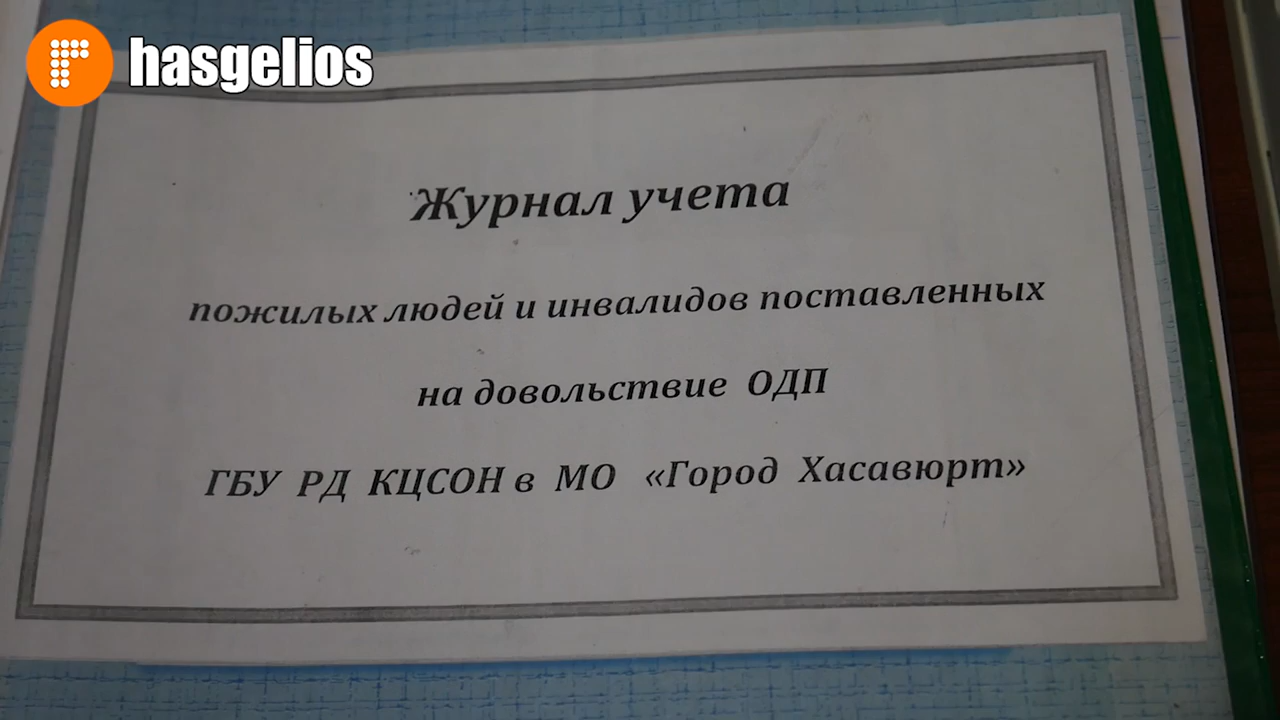 hasgelios
Журнал учета
пожилых людей и инвалидов поставленных
на довольствие ОДП
ГБУ РД КЦСОН в МО «Город Хасавюрт»